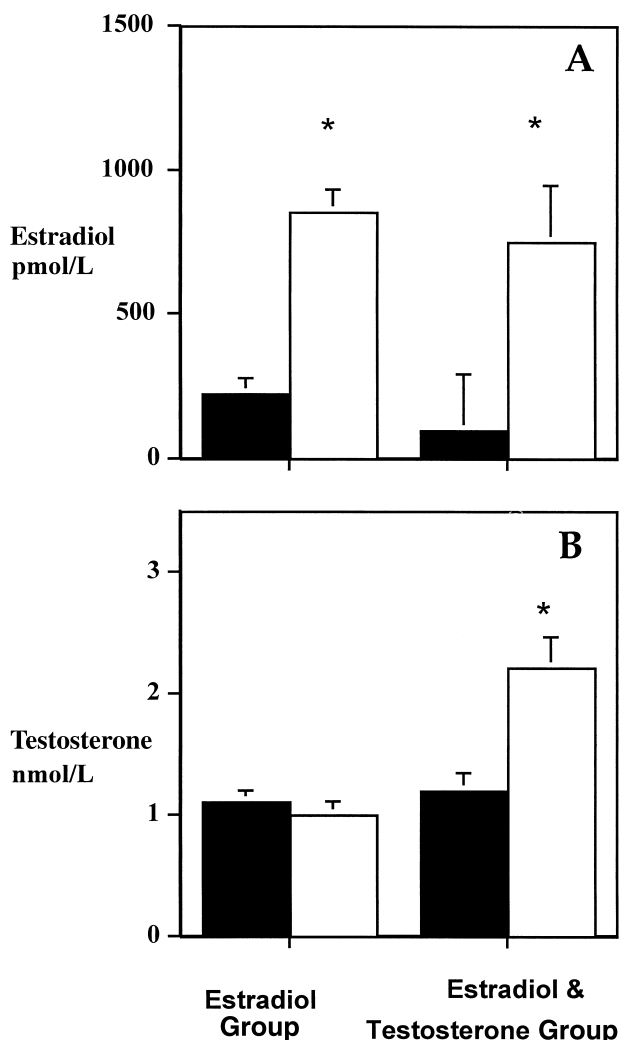 1500
A
*
*
1000
Estradiol
pmol/L
500
0
B
3
*
2
Testosterone
nmol/L
1
0
Estradiol
Group
Estradiol &
Testosterone Group